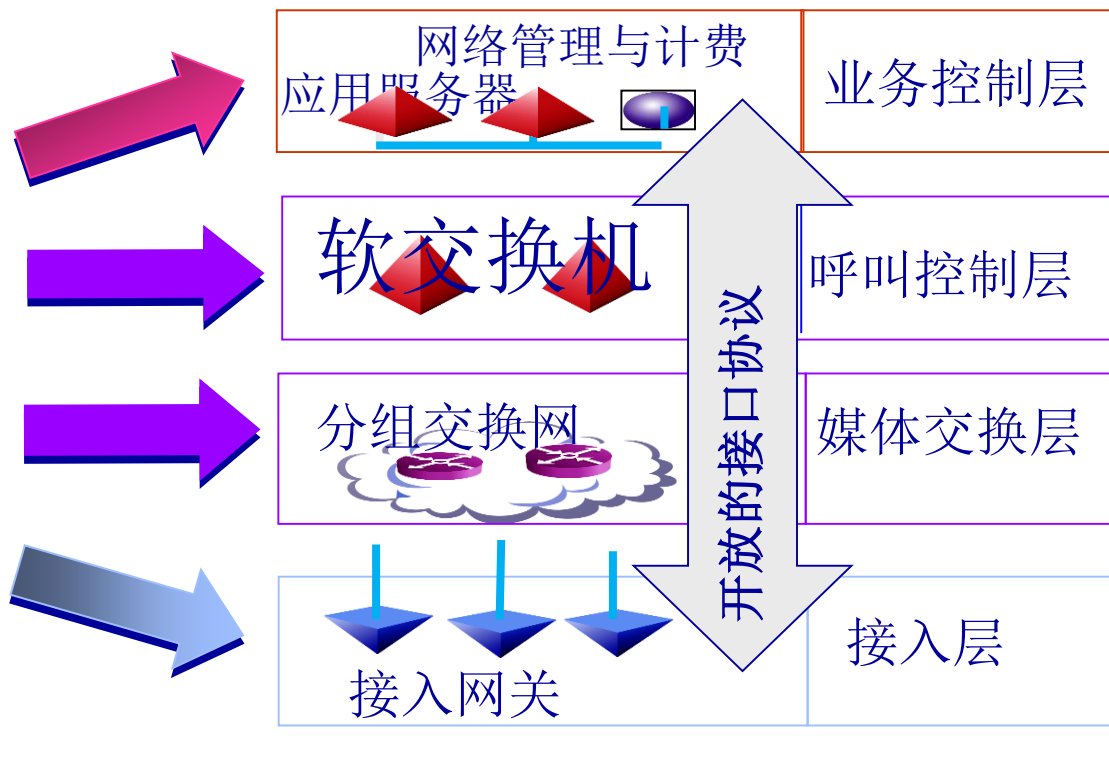 网络管理与计费
应用服务器
业务控制层
软交换机
呼叫控制层
开放的接口协议
分组交换网
媒体交换层
接入层
接入网关